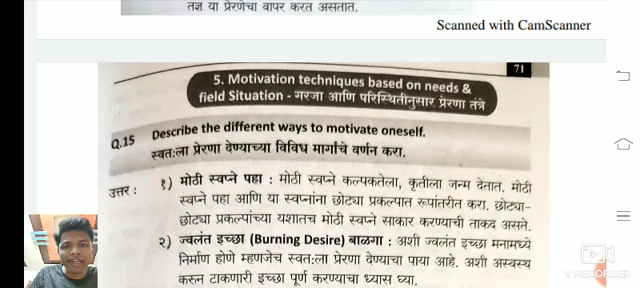 तज्ञ या प्रेरणेचा वापर करत असतात.
Scanned with CamScanner
71
5. Motivation techniques based on needs &
field Situation - गरजा आणि परिस्थितीनुसार प्रेरणा तंत्रे
Q.15 Describe the different ways to motivate oneself.
स्वत:ला प्रेरणा देण्याच्या विविध मार्गाचे वर्णन करा.
उत्तर : १) मोठी स्वप्ने पहा : मोठी स्वप्ने कल्पकतेला, कृतीला जन्म देतात. मोठी
स्वप्ने पहा आणि या स्वप्नांना छोट्या प्रकल्पात रूपांतरीत करा. छोट्या-
छोट्या प्रकल्पांच्या यशातच मोठी स्वप्ने साकार करण्याची ताकद असते.
२) ज्वलंत इच्छा (Burning Desire) बाळगा : अशी ज्वलंत इच्छा मनामध्ये
निर्माण होणे म्हणजेच स्वत:ला प्रेरणा देण्याचा पाया आहे. अशी अस्वस्थ
करुन टाकणारी इच्छा पूर्ण करण्याचा ध्यास घ्या.
V RECORDER